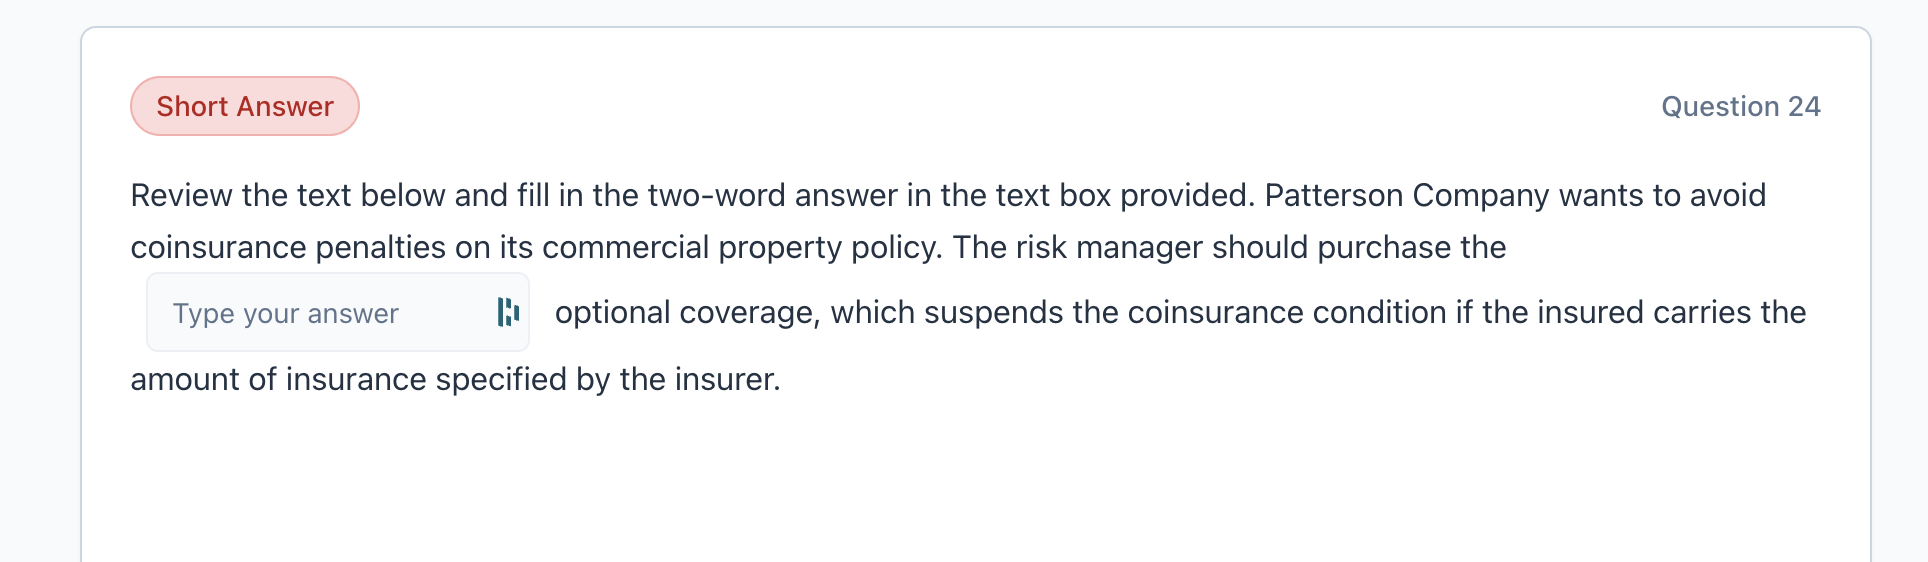 Short Answer
Question 24
Review the text below and fill in the two-word answer in the text box provided. Patterson Company wants to avoid
coinsurance penalties on its commercial property policy. The risk manager should purchase the
Type your answer optional coverage, which suspends the coinsurance condition if the insured carries the
amount of insurance specified by the insurer.